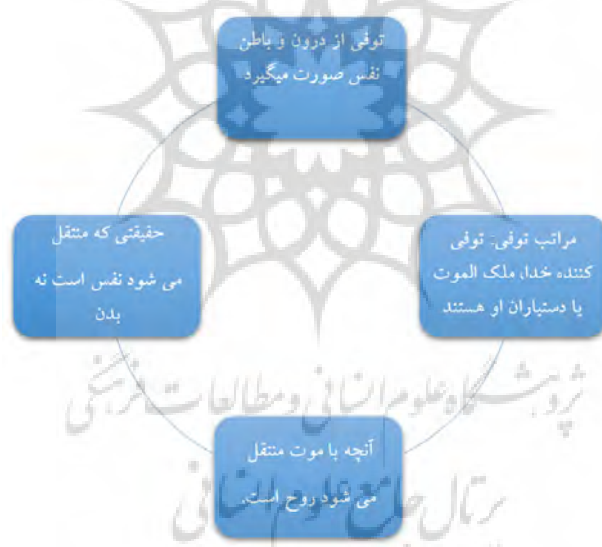 توفی از درون و باطن
نفس صورت میگیرد
مراتب توفی- توفی
کننده خدا، ملک الموت
یا دستیاران او هستند
حقیقتی که منتقل
می شود نفس است نه
بدن
پژوهشگاه علوم انسانی و مطالعات فرهنگی
آنچه با موت منتقل
می شود روح است.
پرتال جامع علوم انسانی